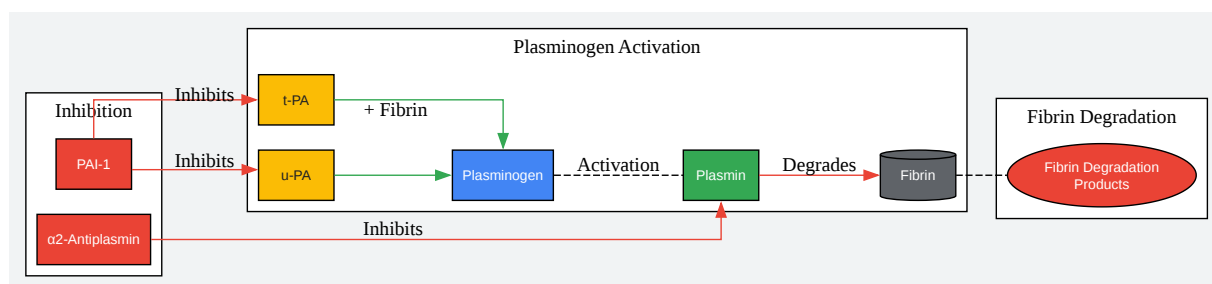 Plasminogen Activation
Inhibition
Inhibits
t-PA
+ Fibrin
Fibrin Degradation
PAI-1
Inhibits
u-PA
Plasminogen
Activation
Plasmin
Degrades
Fibrin
Fibrin Degradation
Products
α2-Antiplasmin
Inhibits